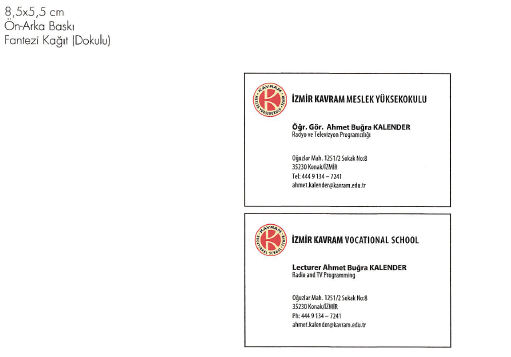 8,5x5,5 cm
Ön-Arka Baskı
Fantezi Kağıt (Dokulu)
İZMİR KAVRAM MESLEK YÜKSEKOKULU
Öğr. Gör. Ahmet Buğra KALENDER
Radyo ve Televizyon Programcılığı
Oğuzlar Mah. 1251/2 Sokak No:8
35230 Konak/İZMİR
Tel: 444 9 134 – 7241
ahmet.kalender@kavram.edu.tr
İZMİR KAVRAM VOCATIONAL SCHOOL
Lecturer Ahmet Buğra KALENDER
Radio and TV Programming
Oğuzlar Mah. 1251/2 Sokak No:8
35230 Konak/İZMİR
Ph: 444 9 134 – 7241
ahmet.kalender@kavram.edu.tr